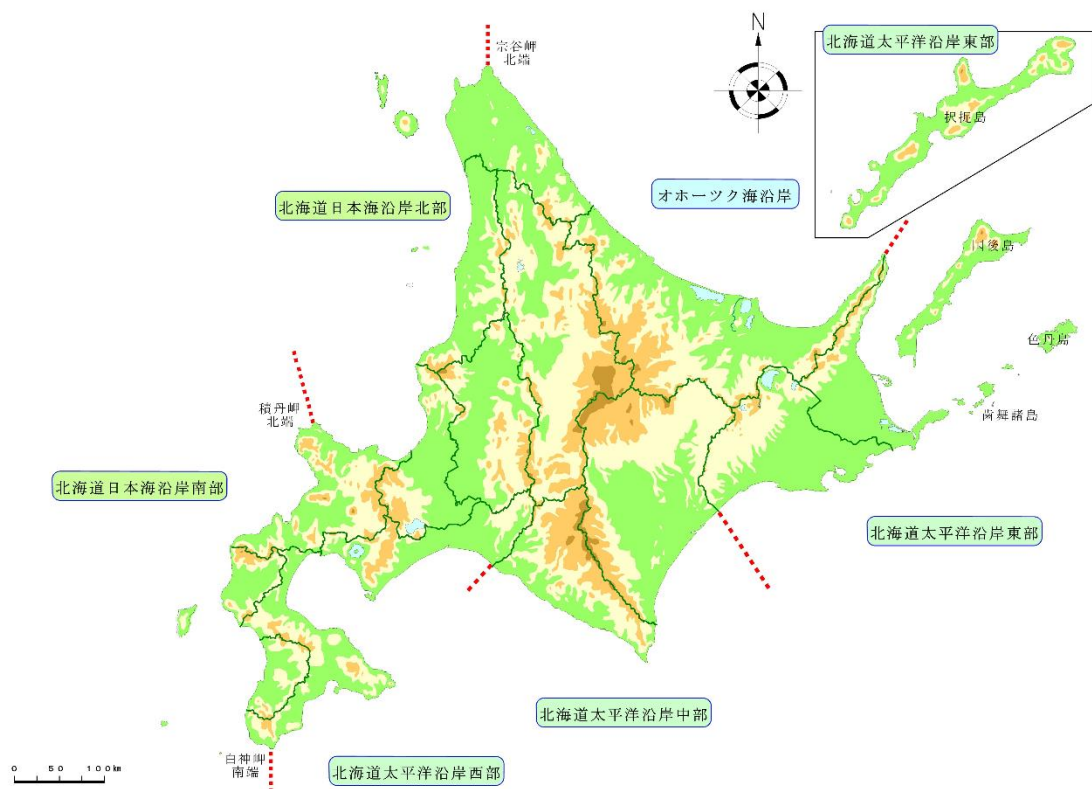 宗谷岬
北端
N
北海道太平洋沿岸東部
択捉島
北海道日本海沿岸北部
オホーツク海沿岸
国後島
色丹島
歯舞諸島
積丹岬
北端
北海道日本海沿岸南部
北海道太平洋沿岸東部
北海道太平洋沿岸中部
白神岬
南端
北海道太平洋沿岸西部
0 50 100km